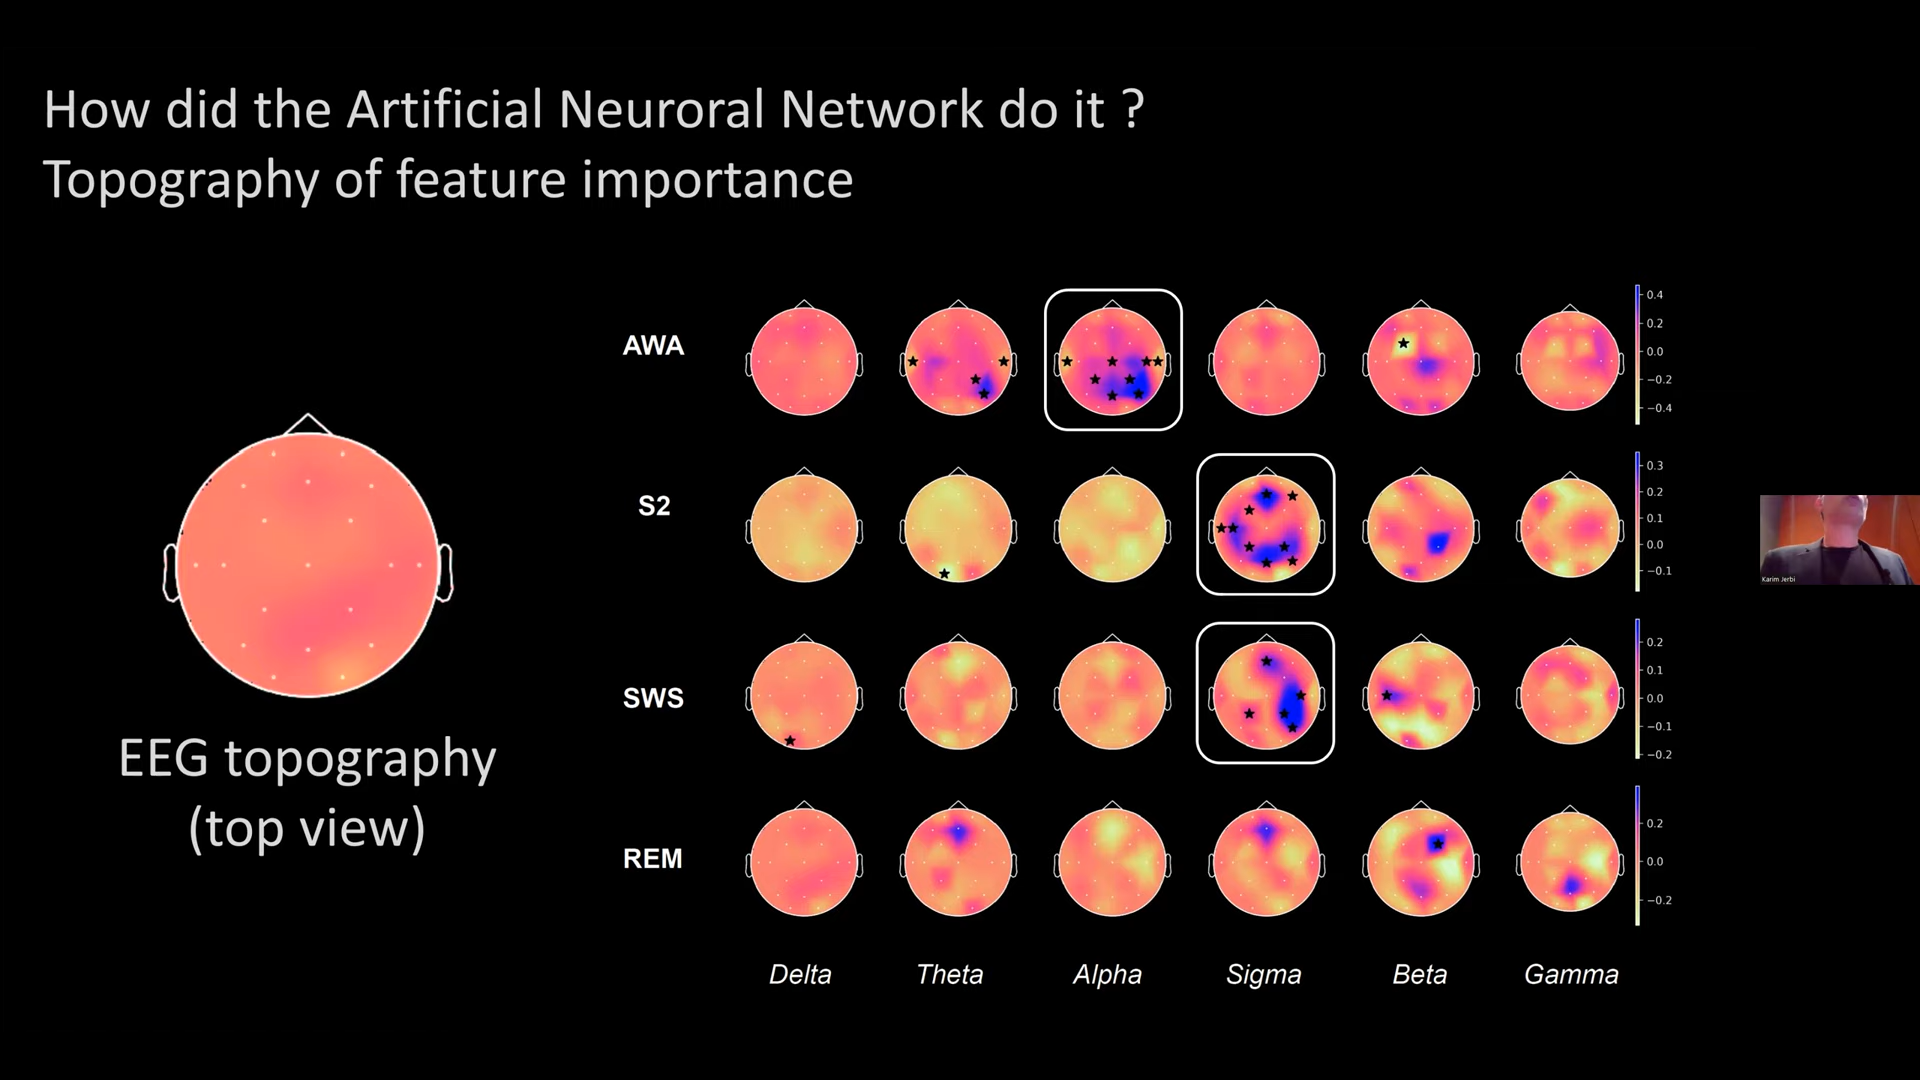 How did the Artificial Neuroral Network do it ?
Topography of feature importance
AWA
0.4
0.2
0.0
−0.2
−0.4
S2
0.3
0.2
0.1
0.0
−0.1
Karim Jerbi
SWS
0.2
0.1
0.0
−0.1
−0.2
EEG topography
(top view)
REM
0.2
0.0
−0.2
Delta Theta Alpha Sigma Beta Gamma